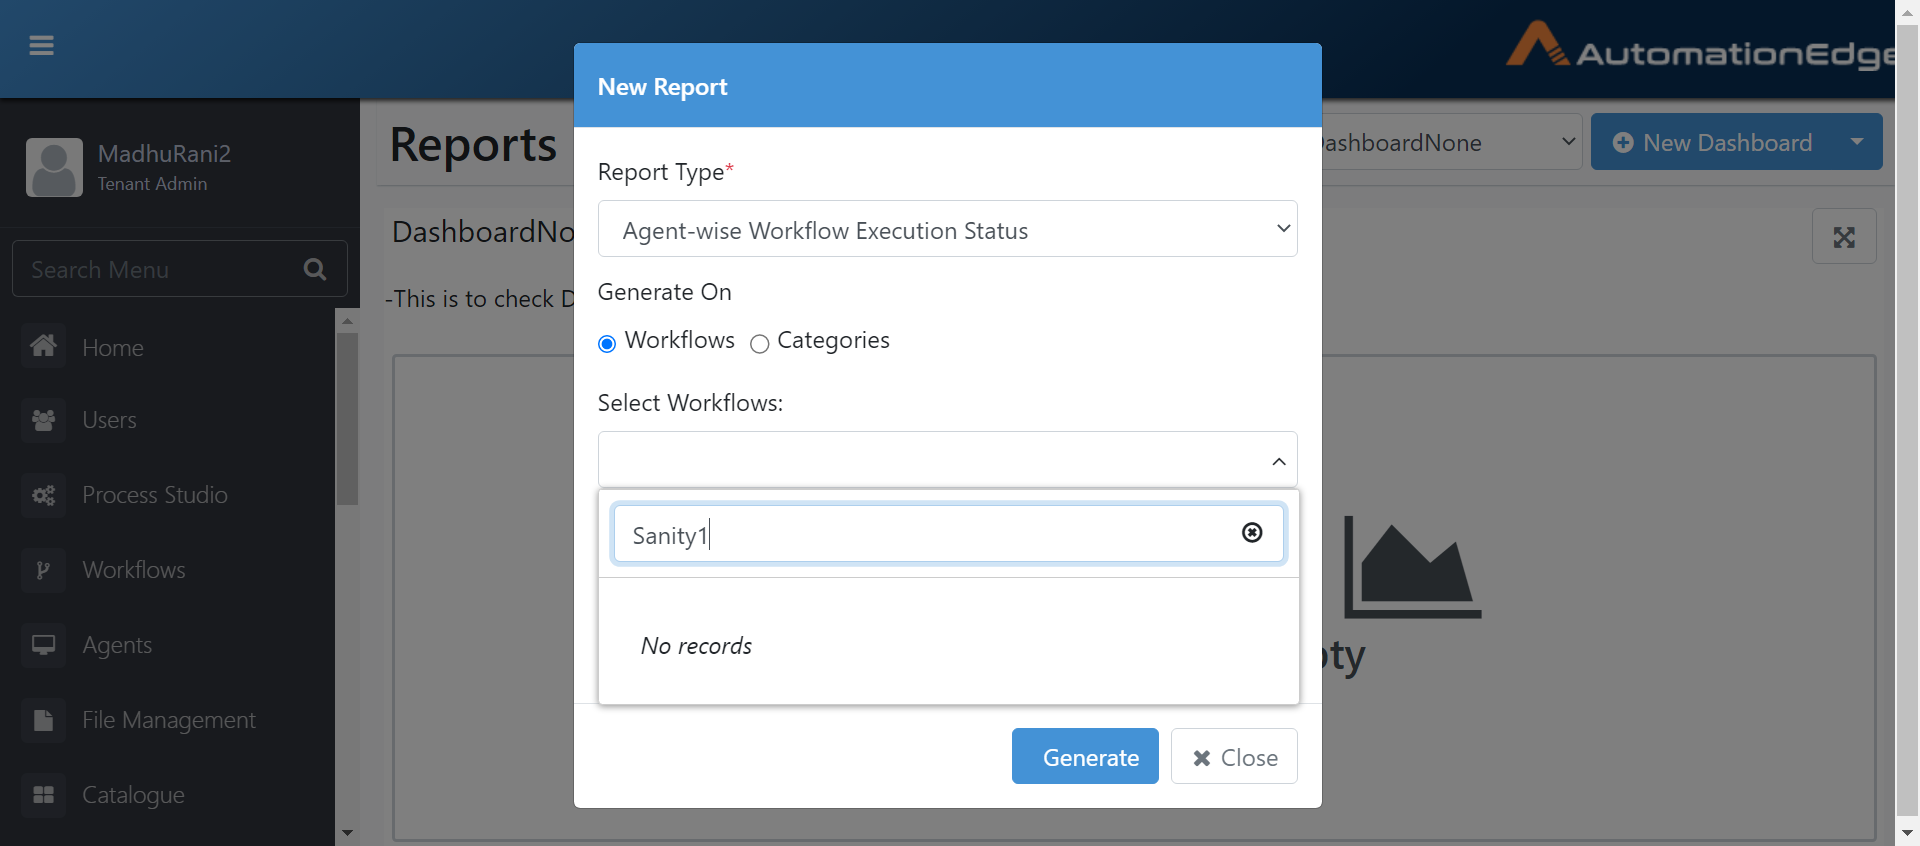 AutomationEdge
New Report
MadhuRani2
Tenant Admin
Search Menu
Home
Users
Process Studio
Workflows
Agents
File Management
Catalogue
Reports
DashboardNone
New Dashboard
DashboardNo
-This is to check
Report Type*
Agent-wise Workflow Execution Status
Generate On
Workflows Categories
Select Workflows:
Sanity1
No records
Generate
Close